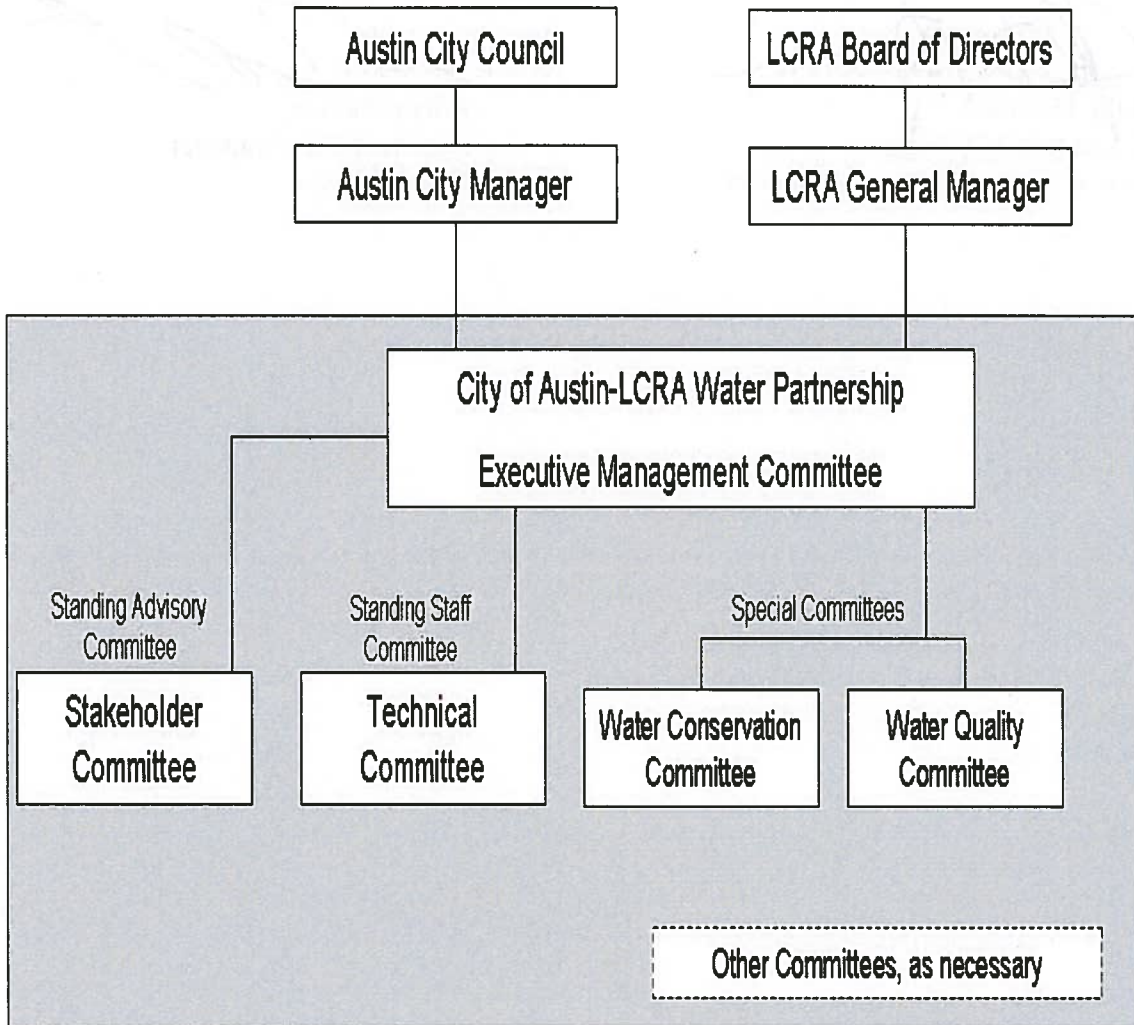 Austin City Council
LCRA Board of Directors
Austin City Manager
LCRA General Manager
City of Austin-LCRA Water Partnership
Executive Management Committee
Standing Advisory
Committee
Stakeholder
Committee
Standing Staff
Committee
Technical
Committee
Special Committees
Water Conservation
Committee
Water Quality
Committee
Other Committees, as necessary